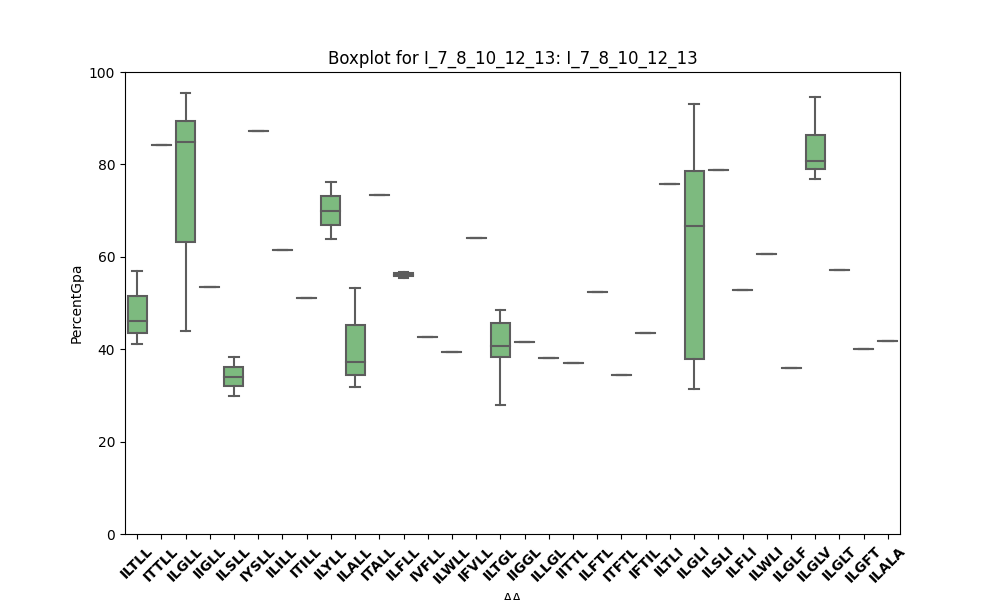 Boxplot for I_7_8_10_12_13: I_7_8_10_12_13
100
80
60
40
20
0
PercentGpa
ILTLL
ITTLL
ILGLL
IIGLL
ILSLL
IYSLL
ILILL
ITILL
ILYLL
ILALL
ITALL
ILFLL
IVFLL
ILWLL
IFVLL
ILTGL
IIGGL
ILLGL
IITTL
ILFTL
ITFTL
IFTIL
ILTLI
ILGLI
ILSLI
ILFLI
ILWLI
ILGLF
ILGLV
ILGLT
ILGFT
ILALA
AA